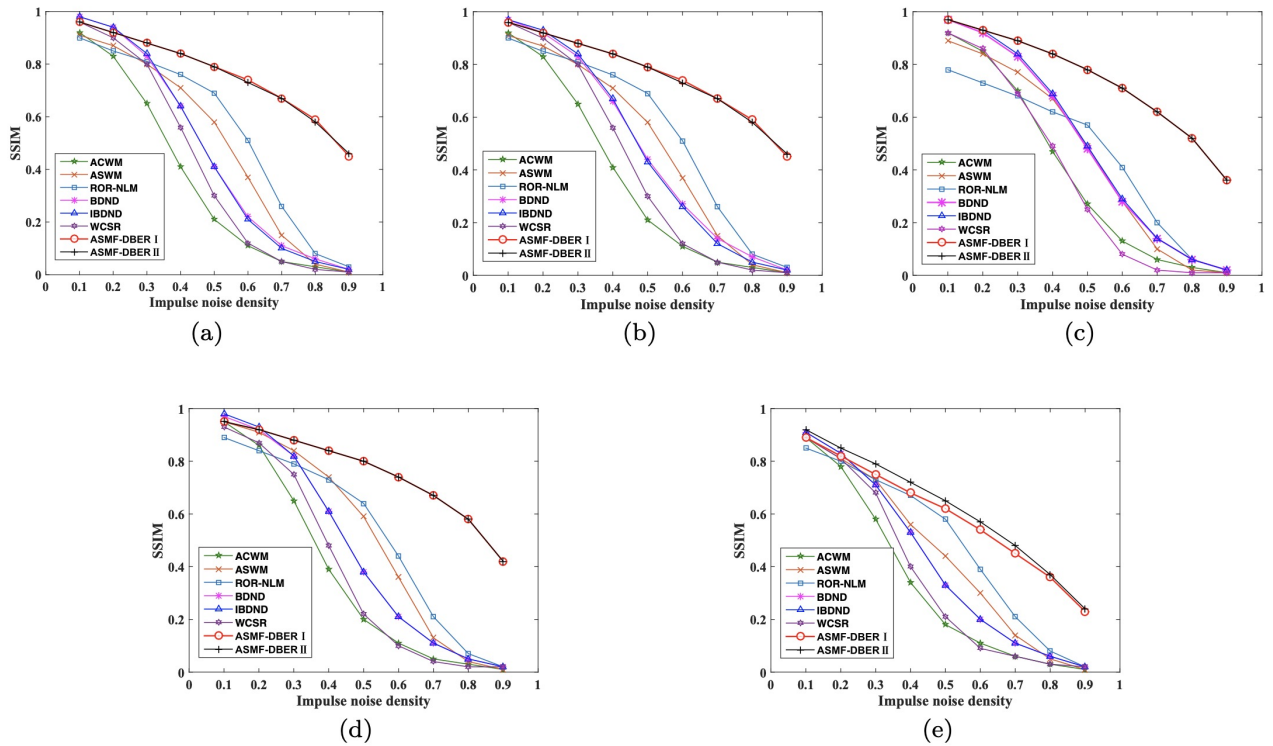 1
0.8
0.6
0.4
0.2
0
SSIM
ACWM
ASWM
ROR-NLM
BDND
IBDND
WCSR
ASMF-DBER I
ASMF-DBER II
0 0.1 0.2 0.3 0.4 0.5 0.6 0.7 0.8 0.9 1
Impulse noise density
(a)
1
0.8
0.6
0.4
0.2
0
SSIM
ACWM
ASWM
ROR-NLM
BDND
IBDND
WCSR
ASMF-DBER I
ASMF-DBER II
0 0.1 0.2 0.3 0.4 0.5 0.6 0.7 0.8 0.9 1
Impulse noise density
(b)
1
0.8
0.6
0.4
0.2
0
SSIM
ACWM
ASWM
ROR-NLM
BDND
IBDND
WCSR
ASMF-DBER I
ASMF-DBER II
0 0.1 0.2 0.3 0.4 0.5 0.6 0.7 0.8 0.9 1
Impulse noise density
(c)
1
0.8
0.6
0.4
0.2
0
SSIM
ACWM
ASWM
ROR-NLM
BDND
IBDND
WCSR
ASMF-DBER I
ASMF-DBER II
0 0.1 0.2 0.3 0.4 0.5 0.6 0.7 0.8 0.9 1
Impulse noise density
(d)
1
0.8
0.6
0.4
0.2
0
SSIM
ACWM
ASWM
ROR-NLM
BDND
IBDND
WCSR
ASMF-DBER I
ASMF-DBER II
0 0.1 0.2 0.3 0.4 0.5 0.6 0.7 0.8 0.9 1
Impulse noise density
(e)